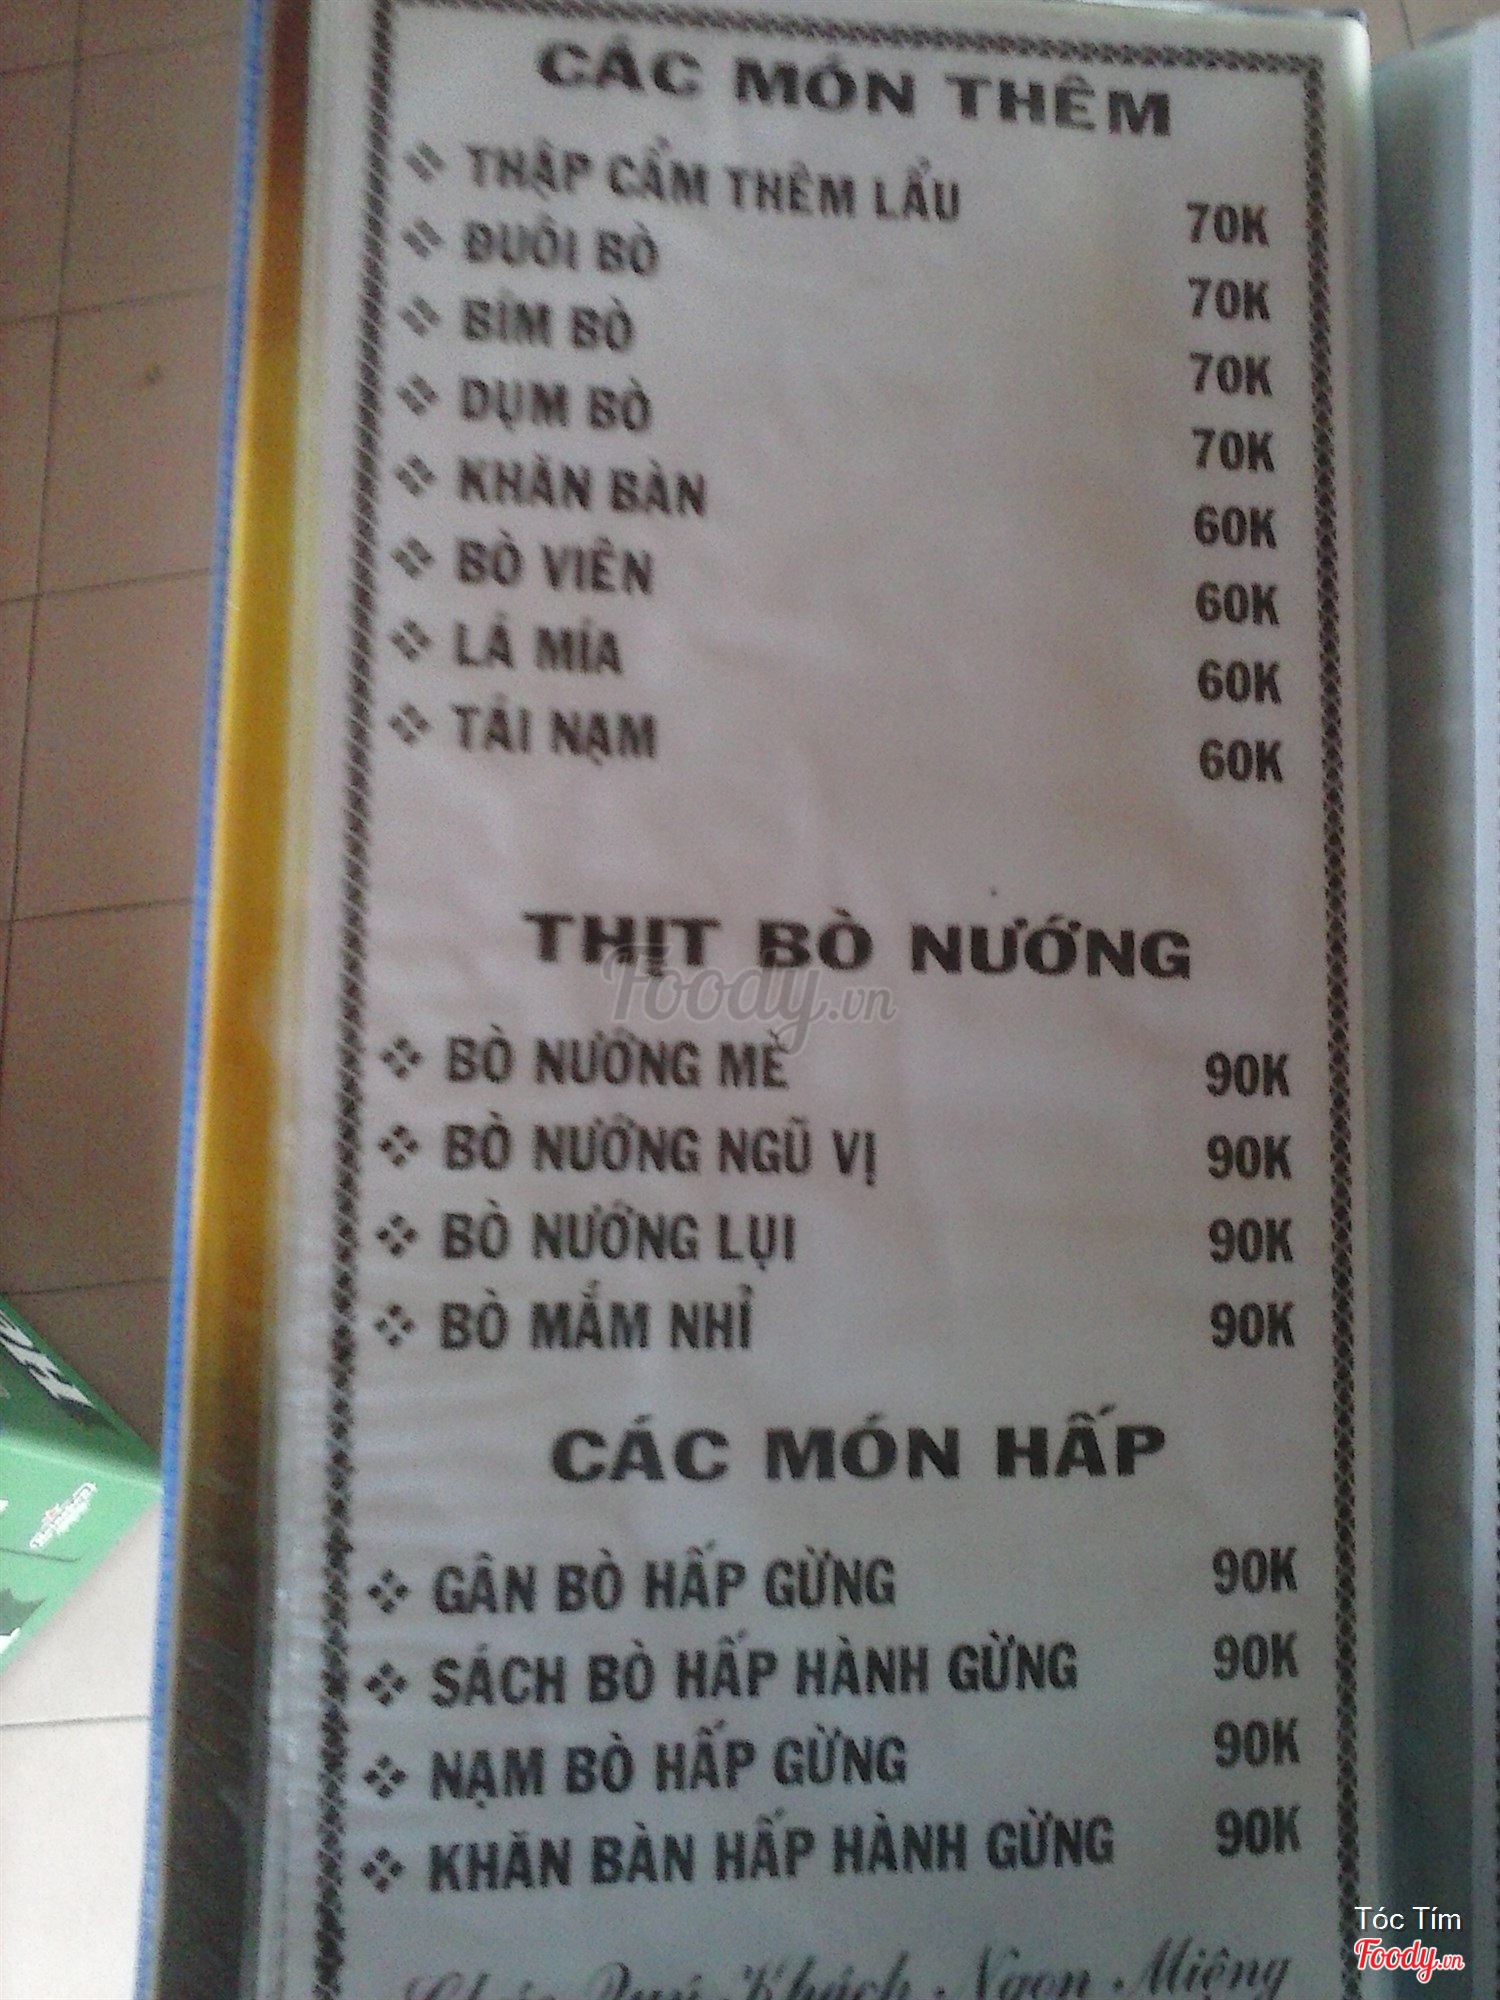 CÁC MÓN THÊM
THẬP CẨM THÊM LẨU 70K
ĐUÔI BÒ 70K
BÍM BÒ 70K
DỤM BÒ 70K
KHĂN BÀN 60K
BÒ VIÊN 60K
LÁ MÍA 60K
TÁI NẠM 60K
THỊT BÒ NƯỚNG
Foody.vn
BÒ NƯỚNG MẺ 90K
BÒ NƯỚNG NGŨ VỊ 90K
BÒ NƯỚNG LỤI 90K
BÒ MẮM NHỈ 90K
CÁC MÓN HẤP
GÂN BÒ HẤP GỪNG 90K
SÁCH BÒ HẤP HÀNH GỪNG 90K
NẠM BÒ HẤP GỪNG 90K
KHĂN BÀN HẤP HÀNH GỪNG 90K
Chúc Quý Khách Ngon Miệng
Tóc Tím
Foody.vn